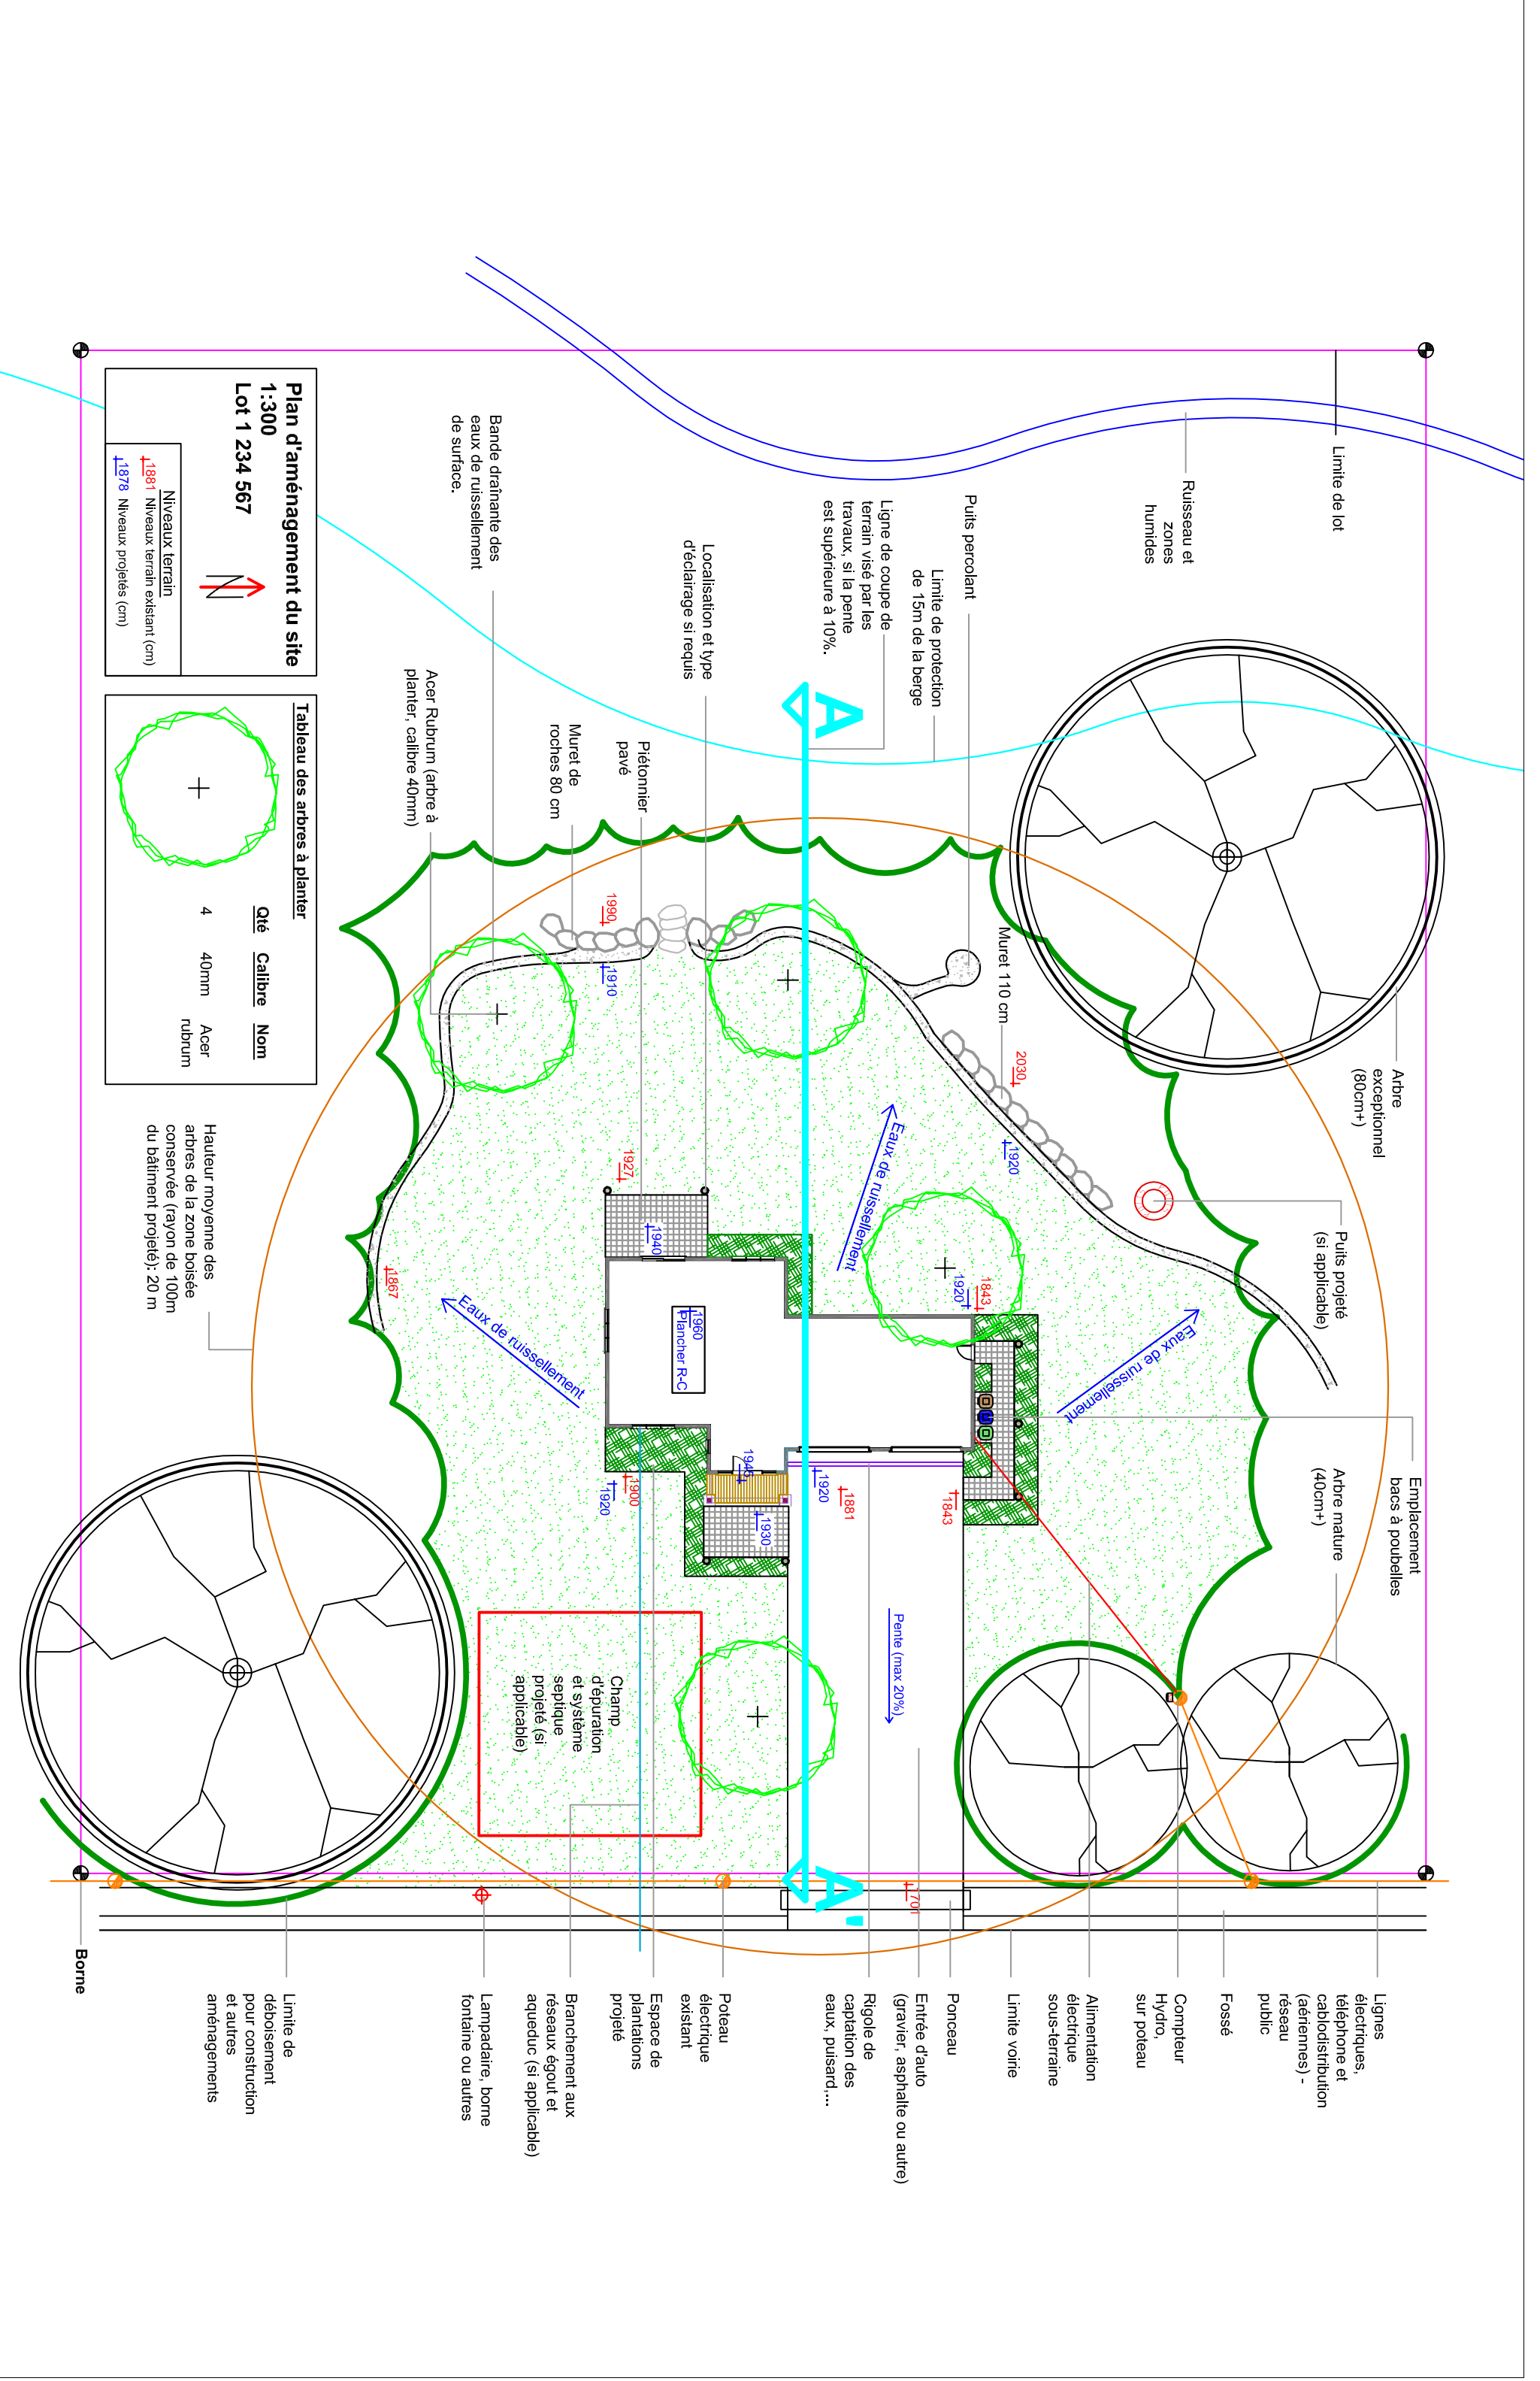 Limite de lot
Ruisseau et
zones
humides
Puits percolant
Limite de protection
de 15m de la berge
Ligne de coupe de
terrain visé par les
travaux, si la pente
est supérieure à 10%.
Localisation et type
d'éclairage si requis
Bande draînante des
eaux de ruissellement
de surface.
Plan d'aménagement du site
1:300
Lot 1 234 567
N
Niveaux terrain
1881 Niveaux terrain existant (cm)
1878 Niveaux projetés (cm)
Tableau des arbres à planter
Qté Calibre Nom
4 40mm Acer
rubrum
Acer Rubrum (arbre à
planter, calibre 40mm)
Muret de
roches 80 cm
Piétonnier
pavé
A
Muret 110 cm
Arbre
exceptionnel
(80cm+)
Puits projeté
(si applicable)
Arbre mature
(40cm+)
Emplacement
bacs à poubelles
Hauteur moyenne des
arbres de la zone boisée
conservée (rayon de 100m
du bâtiment projeté); 20 m
1990
1910
2030
1920
1927
1940
1867
1843
1920
Eaux de ruissellement
Eaux de ruissellement
Eaux de ruissellement
1960
Plancher R-C
1945
1920
1881
1843
1900
1920
1930
Pente (max 20%)
Champ
d'épuration
et système
septique
projeté (si
applicable)
A'
1701
Lignes
électriques,
téléphone et
cablodistribution
(aériennes) -
réseau
public
Fossé
Compteur
Hydro,
sur poteau
Alimentation
électrique
sous-terraine
Limite voirie
Ponceau
Entrée d'auto
(gravier, asphalte ou autre)
Rigole de
captation des
eaux, puisard,...
Poteau
électrique
existant
Espace de
plantations
projeté
Branchement aux
réseaux égout et
aqueduc (si applicable)
Lampadaire, borne
fontaine ou autres
Limite de
déboisement
pour construction
et autres
aménagements
Borne